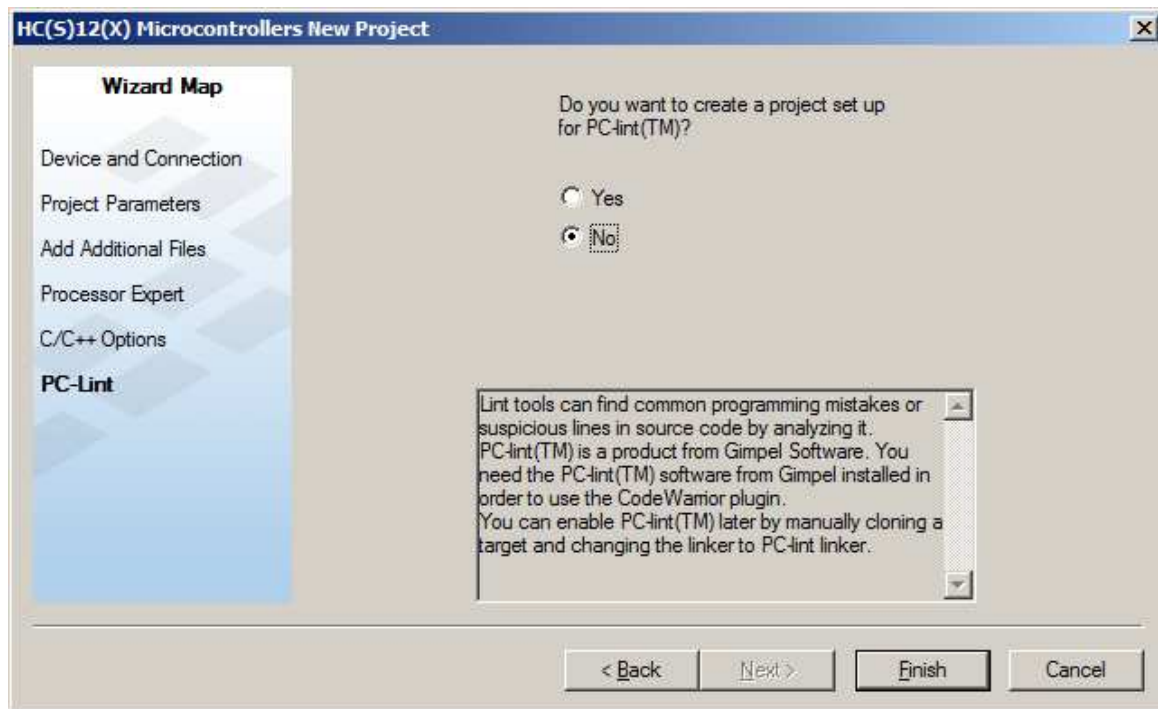 HC(S)12(X) Microcontrollers New Project
Wizard Map
Device and Connection
Project Parameters
Add Additional Files
Processor Expert
C/C++ Options
PC-Lint
Do you want to create a project set up
for PC-lint(TM)?
Yes
No
Lint tools can find common programming mistakes or
suspicious lines in source code by analyzing it.
PC-lint(TM) is a product from Gimpel Software. You
need the PC-lint(TM) software from Gimpel installed in
order to use the CodeWarrior plugin.
You can enable PC-lint(TM) later by manually cloning a
target and changing the linker to PC-lint linker.
< Back
Next >
Finish
Cancel